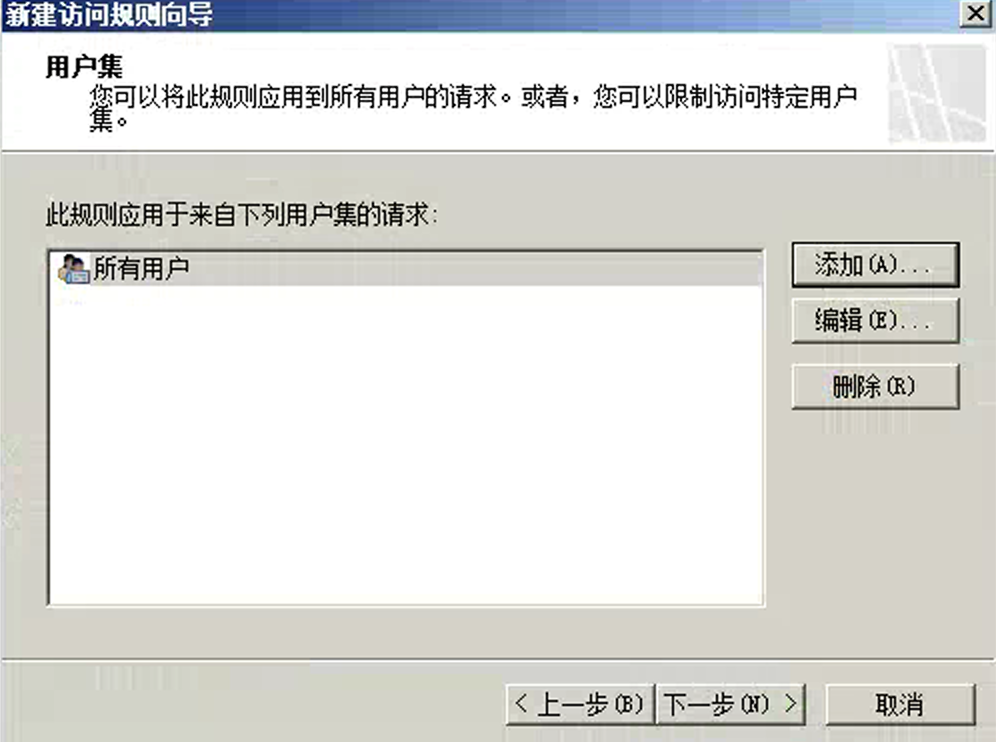 新建访问规则向导
用户集
您可以将此规则应用到所有用户的请求。或者，您可以限制访问特定用户
集。
此规则应用于来自下列用户集的请求:
所有用户
添加(A)...
编辑(E)...
删除(R)
< 上一步(B)
下一步(N) >
取消